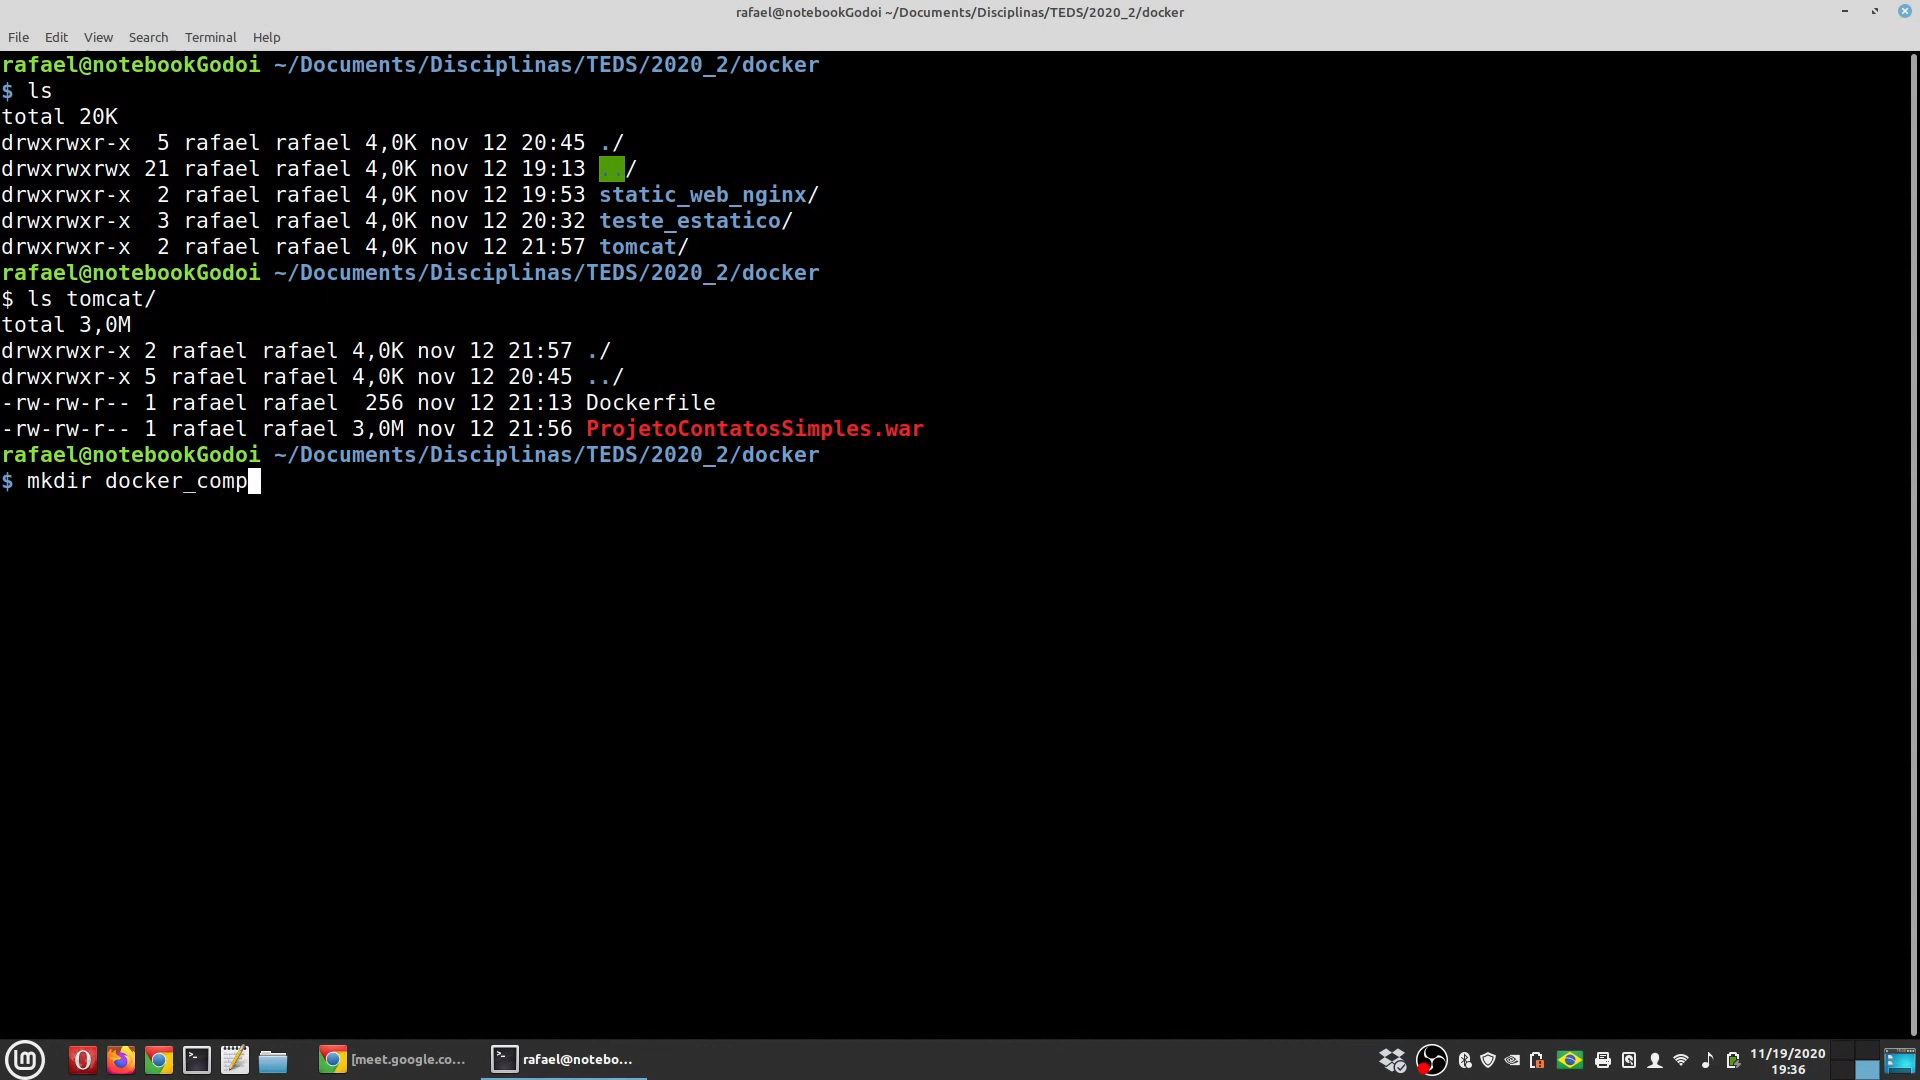 rafael@notebookGodoi ~/Documents/Disciplinas/TEDS/2020_2/docker
File Edit View Search Terminal Help
rafael@notebookGodoi ~/Documents/Disciplinas/TEDS/2020_2/docker
$ ls
total 20K
drwxrwxr-x  5 rafael rafael 4,0K nov 12 20:45 ./
drwxrwxrwx 21 rafael rafael 4,0K nov 12 19:13 ../
drwxrwxr-x  2 rafael rafael 4,0K nov 12 19:53 static_web_nginx/
drwxrwxr-x  3 rafael rafael 4,0K nov 12 20:32 teste_estatico/
drwxrwxr-x  2 rafael rafael 4,0K nov 12 21:57 tomcat/
rafael@notebookGodoi ~/Documents/Disciplinas/TEDS/2020_2/docker
$ ls tomcat/
total 3,0M
drwxrwxr-x 2 rafael rafael 4,0K nov 12 21:57 ./
drwxrwxr-x 5 rafael rafael 4,0K nov 12 20:45 ../
-rw-rw-r-- 1 rafael rafael  256 nov 12 21:13 Dockerfile
-rw-rw-r-- 1 rafael rafael 3,0M nov 12 21:56 ProjetoContatosSimples.war
rafael@notebookGodoi ~/Documents/Disciplinas/TEDS/2020_2/docker
$ mkdir docker_comp
[meet.google.co... rafael@notebo... 11/19/2020
19:36